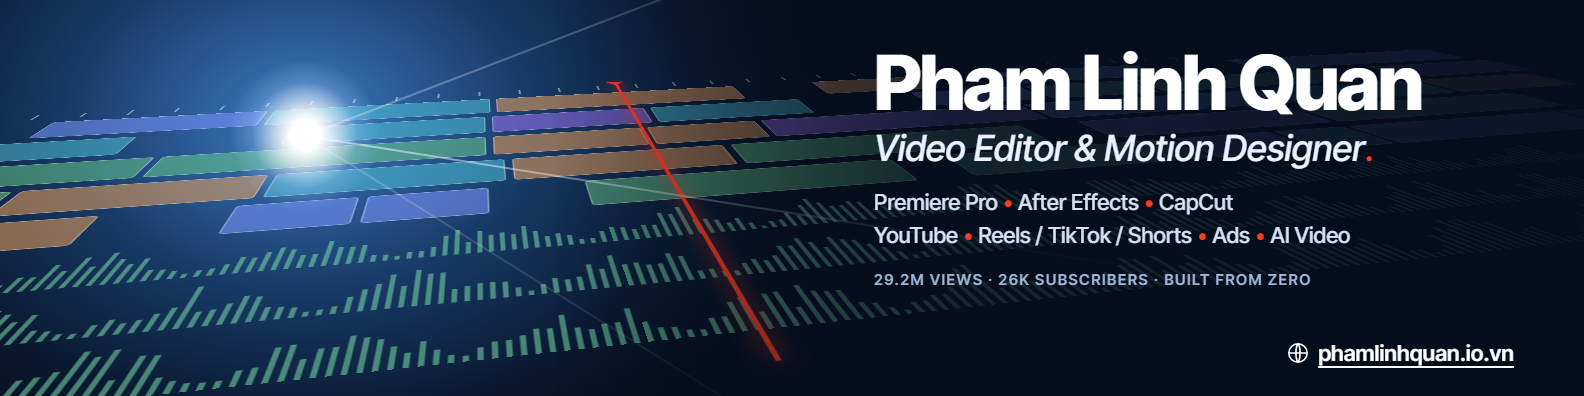 Pham Linh Quan
Video Editor & Motion Designer.
Premiere Pro • After Effects • CapCut
YouTube • Reels / TikTok / Shorts • Ads • AI Video
29.2M VIEWS · 26K SUBSCRIBERS · BUILT FROM ZERO
phamlinhquan.io.vn